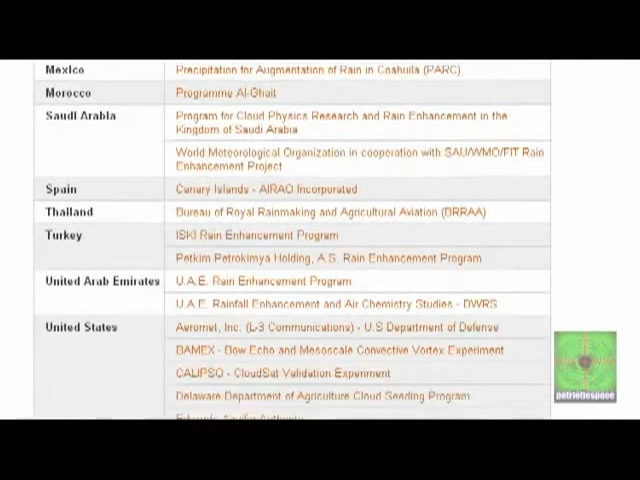 Mexico Precipitation for Augmentation of Rain in Coahuila (PARC)
Morocco Programme Al-Ghait
Saudi Arabia Program for Cloud Physics Research and Rain Enhancement in the
Kingdom of Saudi Arabia
World Meteorological Organization in cooperation with SAU/WMO/FIT Rain
Enhancement Project
Spain Canary Islands - AIRAO Incorporated
Thailand Bureau of Royal Rainmaking and Agricultural Aviation (BRRAA)
Turkey ISKI Rain Enhancement Program
Petkim Petrokimya Holding, A.S. Rain Enhancement Program
United Arab Emirates U.A.E. Rain Enhancement Program
U.A.E. Rainfall Enhancement and Air Chemistry Studies - DWRS
United States Aeromet, Inc. (L-3 Communications) - U.S Department of Defense
BAMEX - Bow Echo and Mesoscale Convective Vortex Experiment
CALIPSO - CloudSat Validation Experiment
Delaware Department of Agriculture Cloud Seeding Program
Edwards Aquifer Authority
patriotsspace